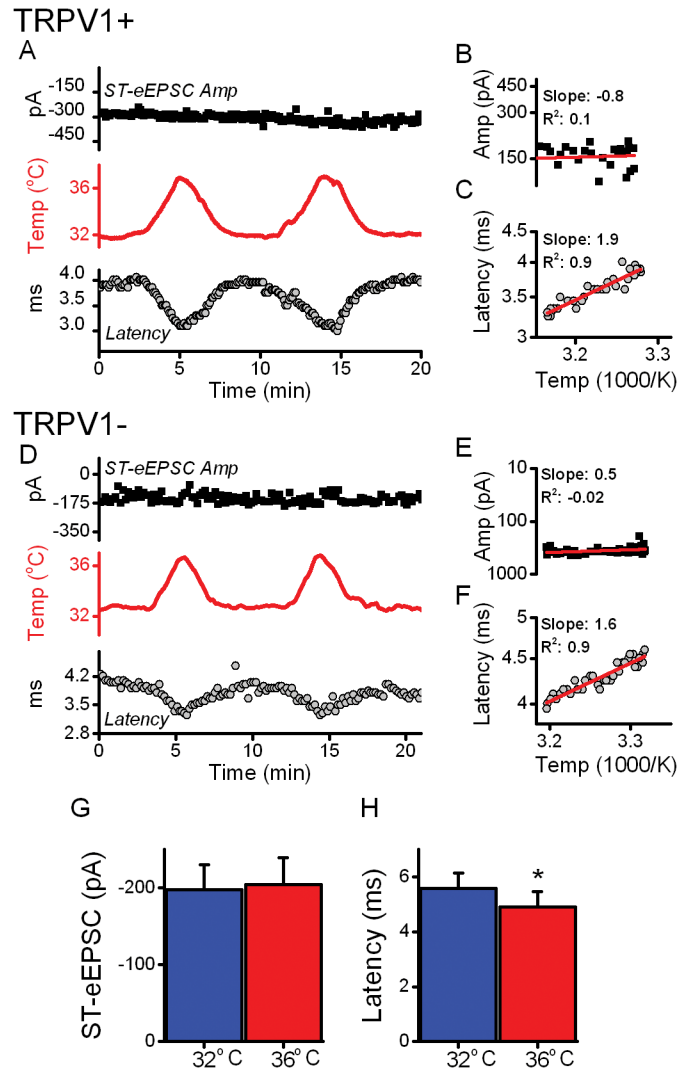 TRPV1+
A
pA
-150
-300
-450
ST-eEPSC Amp
Temp (°C)
36
32
ms
4.0
3.5
3.0
Latency
0 5 10 15 20
Time (min)
B
Amp (pA)
450
300
150
Slope: -0.8
R²: 0.1
C
Latency (ms)
4.5
4
3.5
3
Slope: 1.9
R²: 0.9
3.2 3.3
Temp (1000/K)
TRPV1-
D
pA
0
-175
-350
ST-eEPSC Amp
Temp (°C)
36
32
ms
4.2
3.5
2.8
Latency
0 5 10 15 20
Time (min)
E
Amp (pA)
10
100
1000
Slope: 0.5
R²: -0.02
F
Latency (ms)
5
4.5
4
Slope: 1.6
R²: 0.9
3.2 3.3
Temp (1000/K)
G
ST-eEPSC (pA)
-200
-100
0
32° C 36° C
H
Latency (ms)
6
4
2
0
*
32° C 36° C